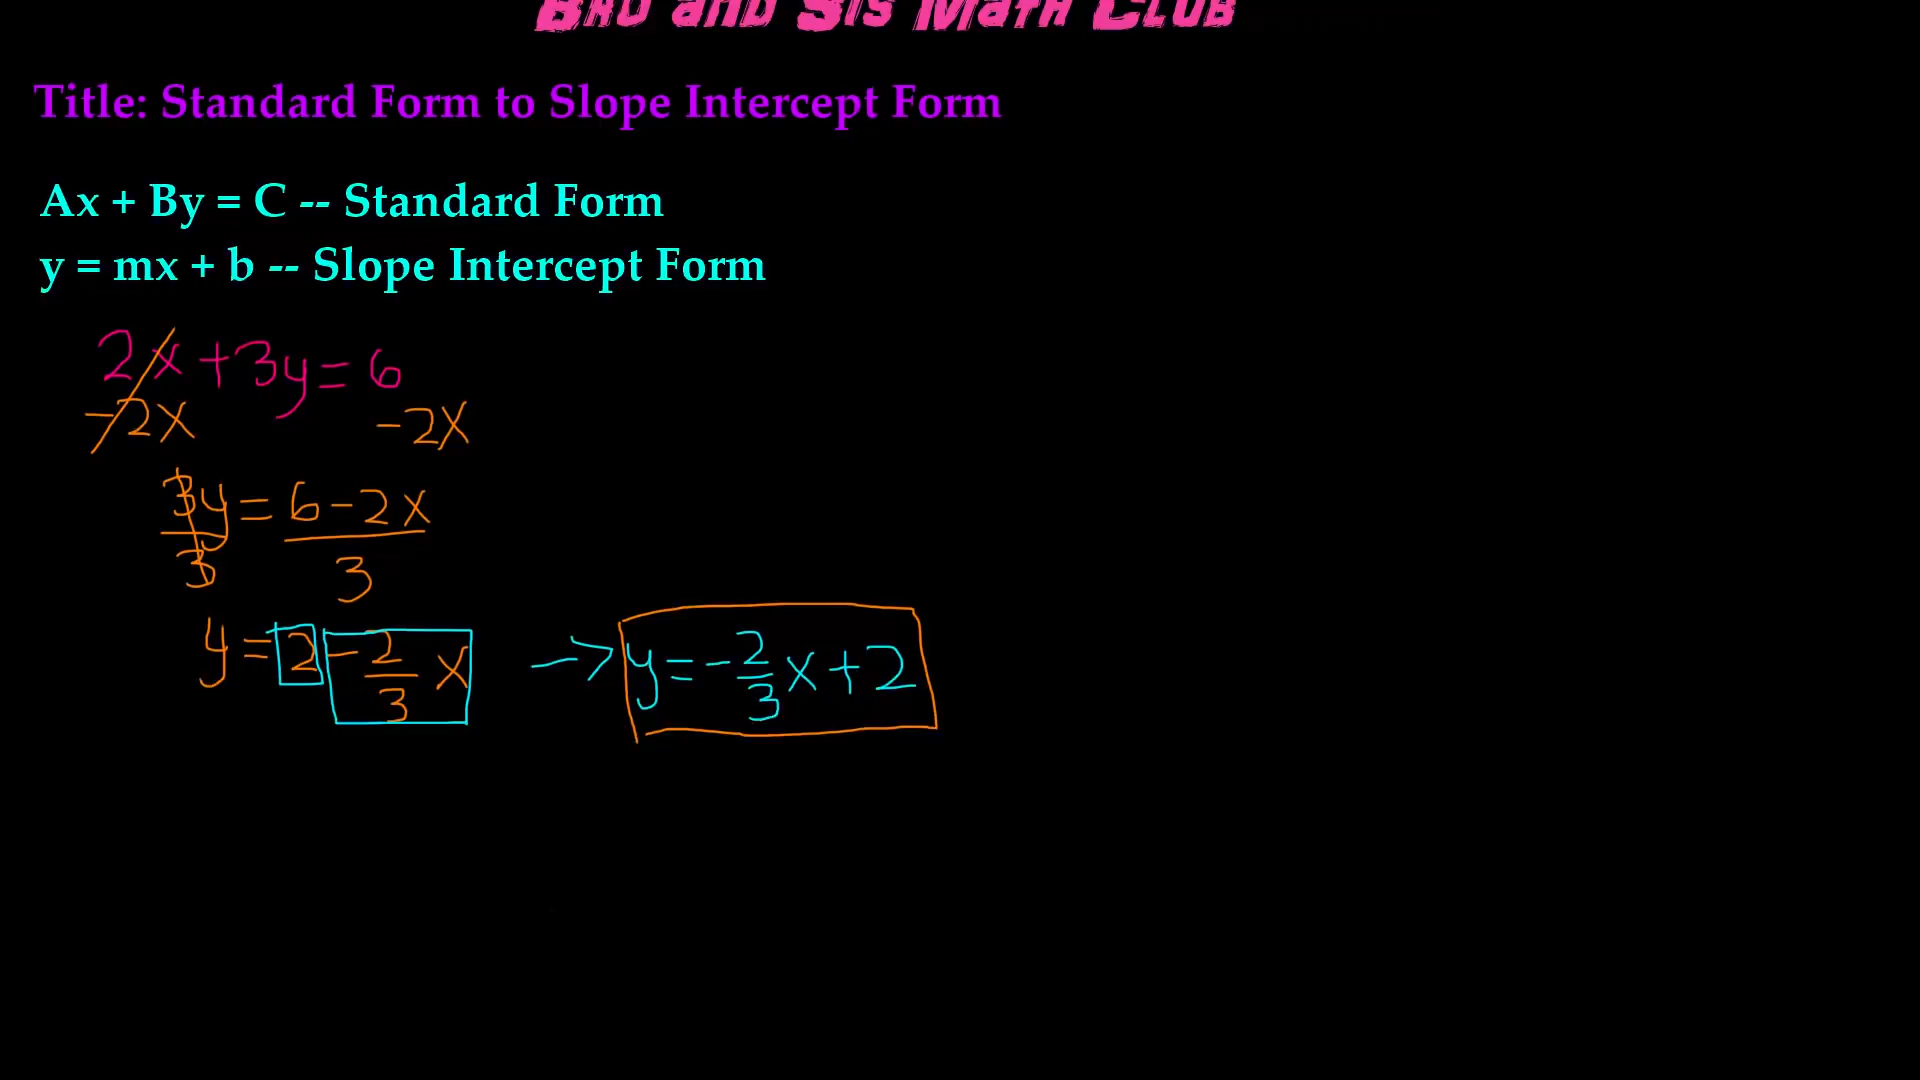 Bro and Sis Math Club
Title: Standard Form to Slope Intercept Form
Ax + By = C -- Standard Form
y = mx + b -- Slope Intercept Form
2x + 3y = 6
-2x -2x
3y = 6 - 2x
3 3
y = 2 - 2/3 x → y = - 2/3 x + 2